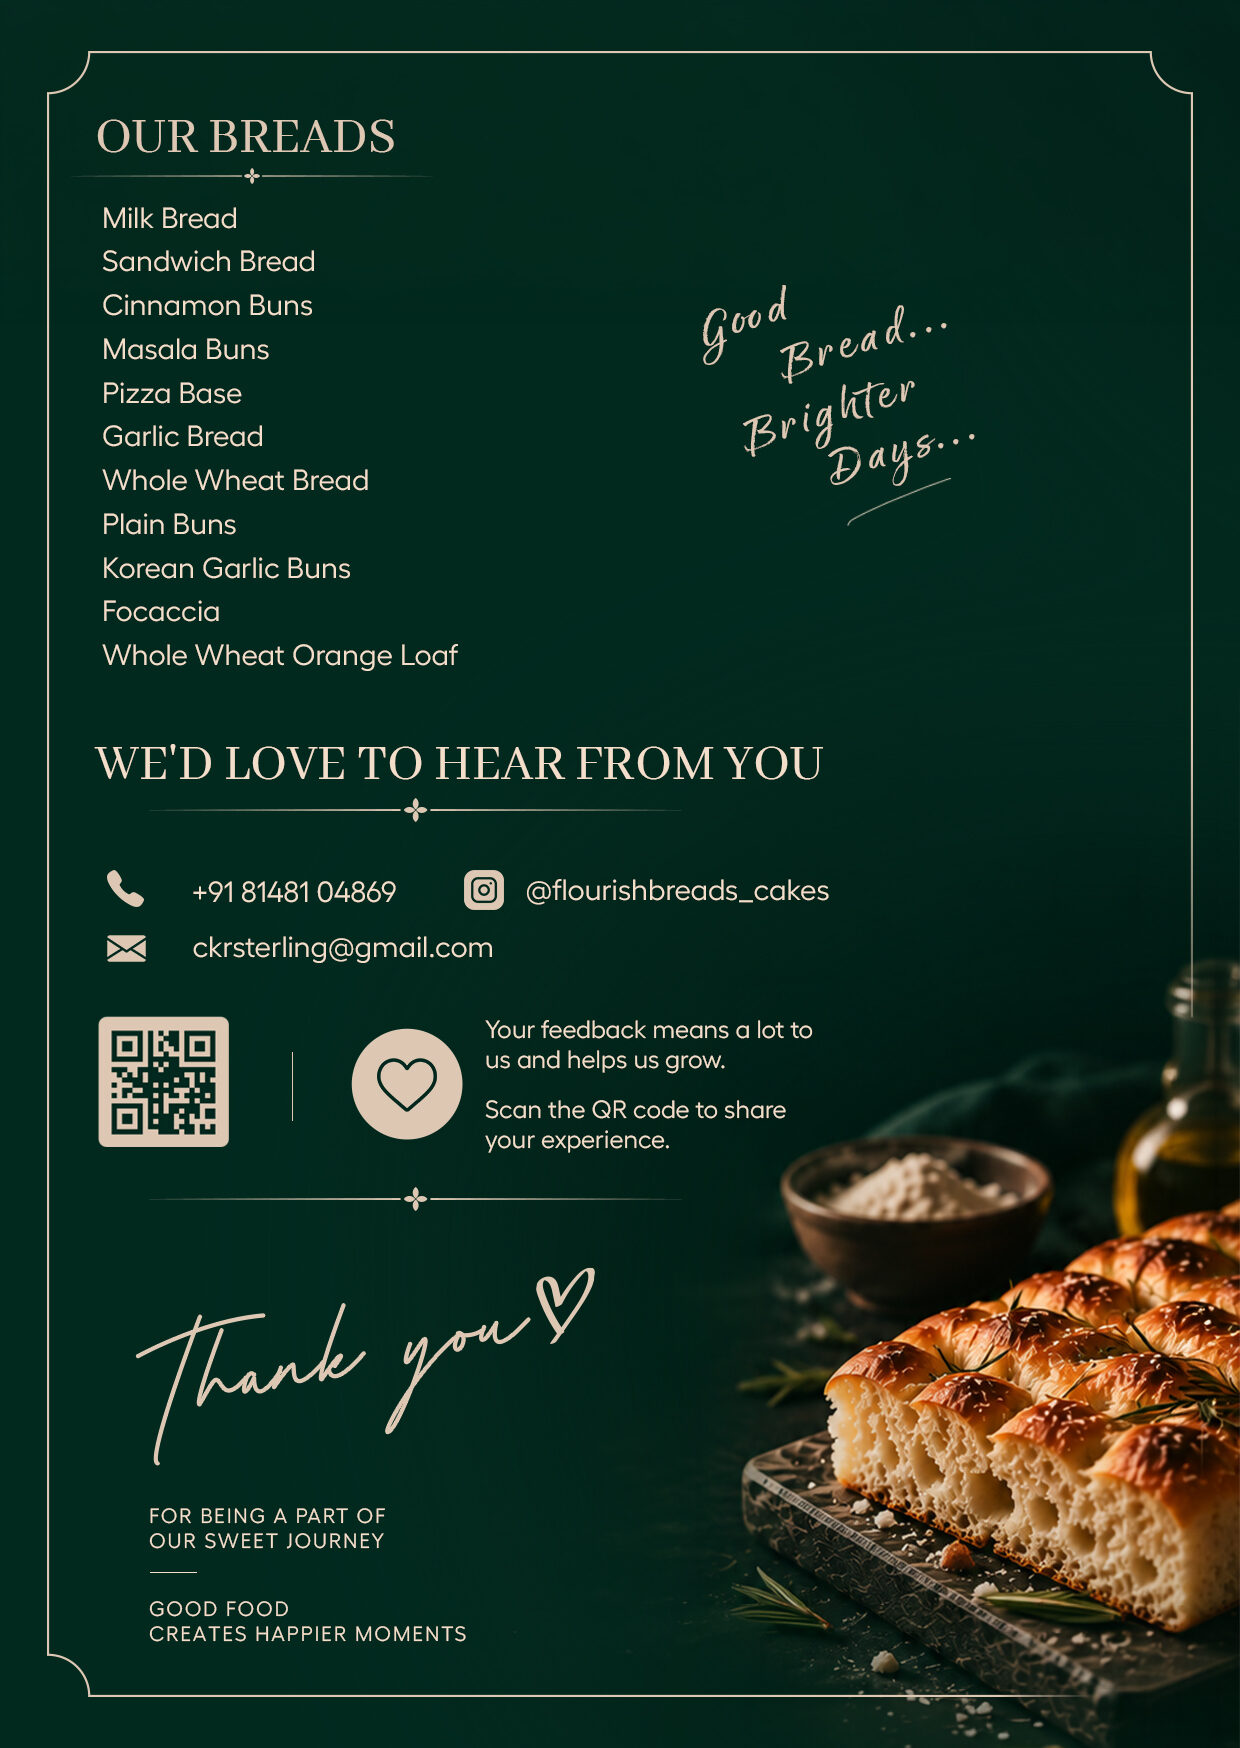 OUR BREADS
Milk Bread
Sandwich Bread
Cinnamon Buns
Masala Buns
Pizza Base
Garlic Bread
Whole Wheat Bread
Plain Buns
Korean Garlic Buns
Focaccia
Whole Wheat Orange Loaf
Good
Bread...
Brighter
Days...
WE'D LOVE TO HEAR FROM YOU
+91 81481 04869
@flourishbreads_cakes
ckrsterling@gmail.com
Your feedback means a lot to
us and helps us grow.
Scan the QR code to share
your experience.
Thank you
FOR BEING A PART OF
OUR SWEET JOURNEY
GOOD FOOD
CREATES HAPPIER MOMENTS